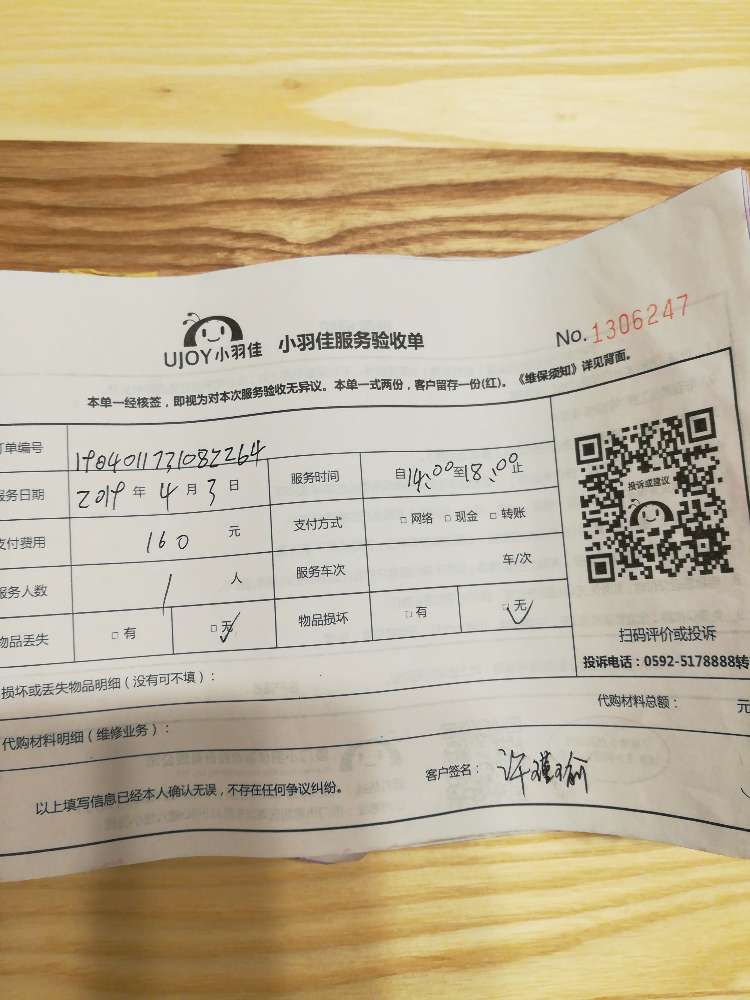 UJOY小羽佳 小羽佳服务验收单 No.1306247
本单一经核签，即视为对本次服务验收无异议。本单一式两份，客户留存一份(红)。《维保须知》详见背面。
订单编号
服务日期 2019年4月3日 服务时间 自14:00至18:00止
支付费用 160元 支付方式 □网络 □现金 □转账
服务人数 1人 服务车次 车/次
物品丢失 □有 □无 物品损坏 □有 □无
投诉或建议
扫码评价或投诉
投诉电话：0592-5178888转
损坏或丢失物品明细（没有可不填）：
代购材料明细（维修业务）： 代购材料总额： 元
以上填写信息已经本人确认无误，不存在任何争议纠纷。 客户签名：许瑾瑜